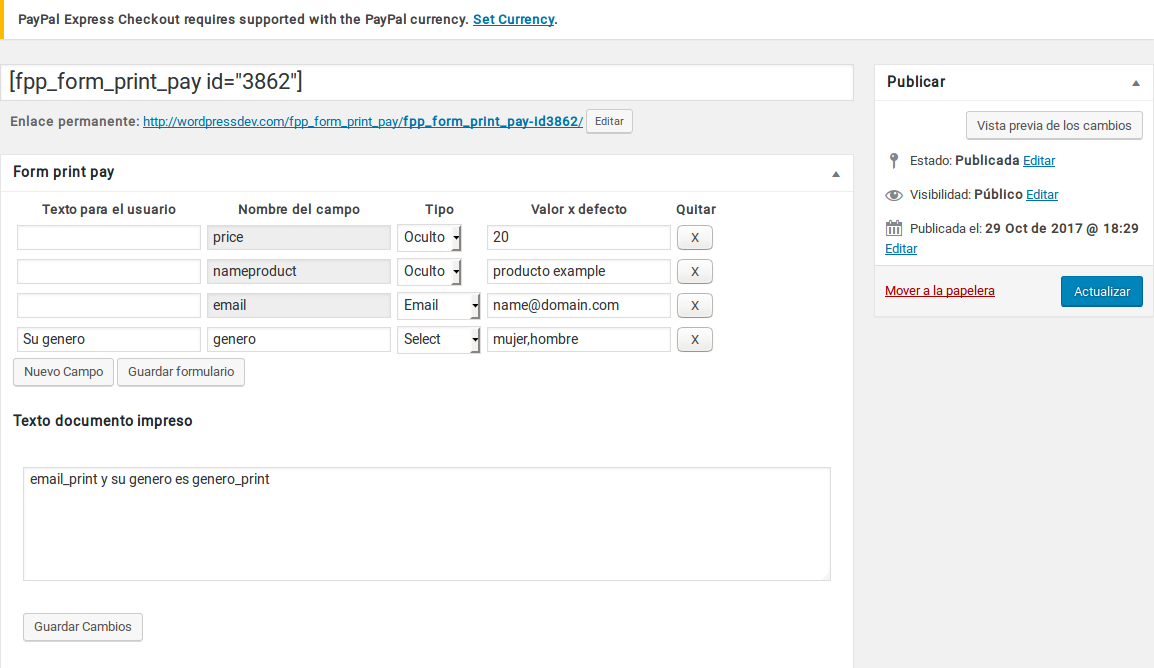 PayPal Express Checkout requires supported with the PayPal currency. Set Currency.
[fpp_form_print_pay id="3862"]
Enlace permanente: http://wordpressdev.com/fpp_form_print_pay/fpp_form_print_pay-id3862/ Editar
Form print pay
Texto para el usuario Nombre del campo Tipo Valor x defecto Quitar
price Oculto 20 X
nameproduct Oculto producto example X
email Email name@domain.com X
Su genero genero Select mujer,hombre X
Nuevo Campo Guardar formulario
Texto documento impreso
email_print y su genero es genero_print
Guardar Cambios
Publicar
Vista previa de los cambios
Estado: Publicada Editar
Visibilidad: Público Editar
Publicada el: 29 Oct de 2017 @ 18:29
Editar
Mover a la papelera Actualizar